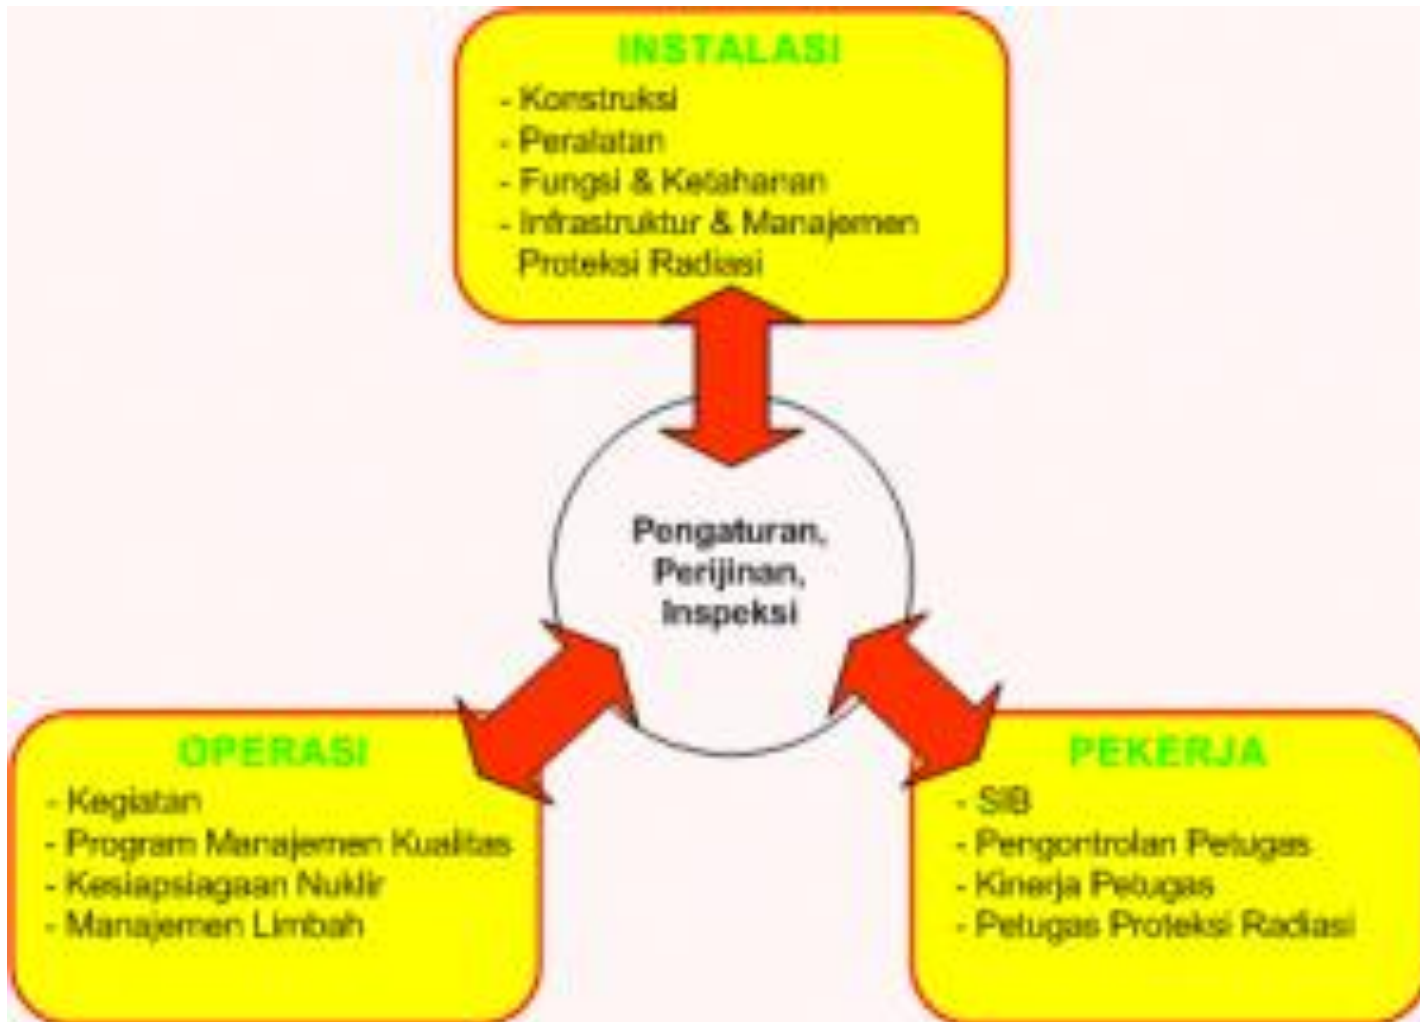 INSTALASI
- Konstruksi
- Peralatan
- Fungsi & Ketahanan
- Infrastruktur & Manajemen
Proteksi Radiasi
Pengaturan,
Perijinan,
Inspeksi
OPERASI
- Kegiatan
- Program Manajemen Kualitas
- Kesiapsiagaan Nuklir
- Manajemen Limbah
PEKERJA
- SIB
- Pengontrolan Petugas
- Kinerja Petugas
- Petugas Proteksi Radiasi